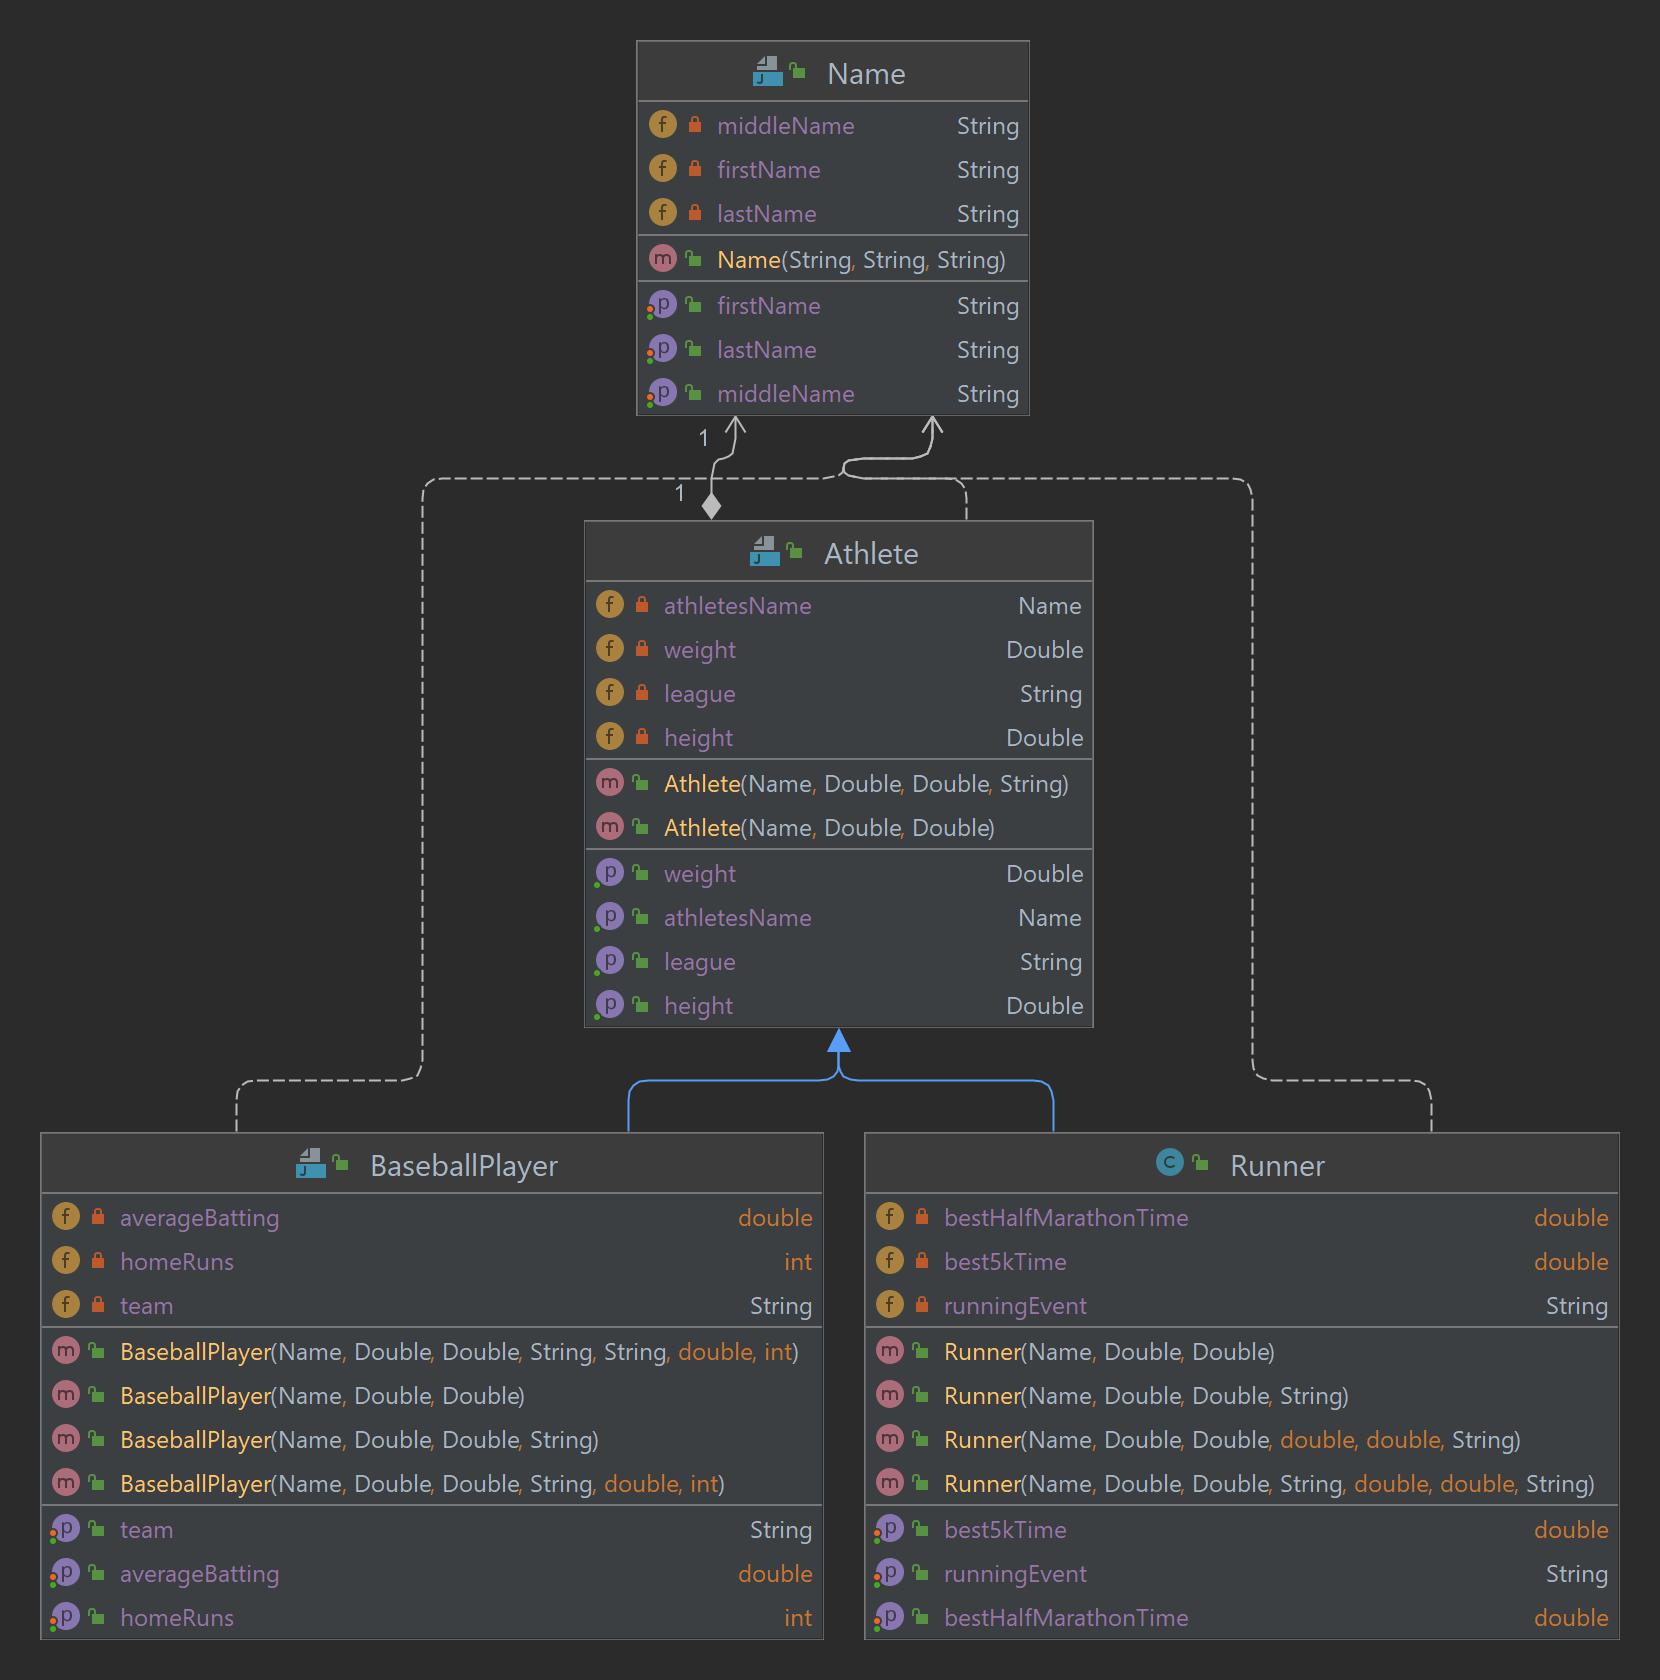 Name
middleName String
firstName String
lastName String
Name(String, String, String)
firstName String
lastName String
middleName String
1
1
Athlete
athletesName Name
weight Double
league String
height Double
Athlete(Name, Double, Double, String)
Athlete(Name, Double, Double)
weight Double
athletesName Name
league String
height Double
BaseballPlayer
averageBatting double
homeRuns int
team String
BaseballPlayer(Name, Double, Double, String, String, double, int)
BaseballPlayer(Name, Double, Double)
BaseballPlayer(Name, Double, Double, String)
BaseballPlayer(Name, Double, Double, String, double, int)
team String
averageBatting double
homeRuns int
Runner
bestHalfMarathonTime double
best5kTime double
runningEvent String
Runner(Name, Double, Double)
Runner(Name, Double, Double, String)
Runner(Name, Double, Double, double, double, String)
Runner(Name, Double, Double, String, double, double, String)
best5kTime double
runningEvent String
bestHalfMarathonTime double